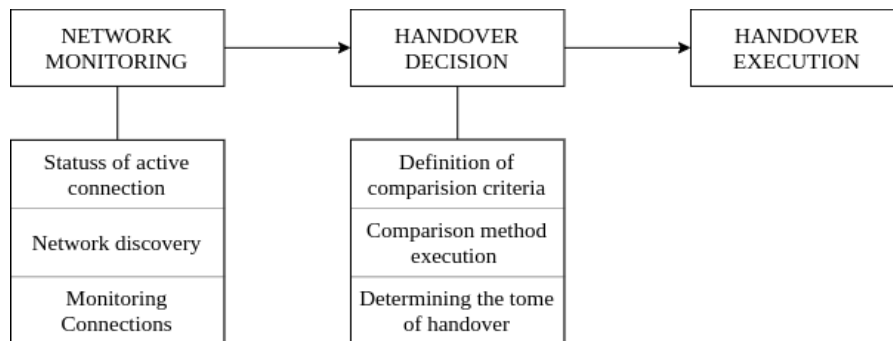 NETWORK
MONITORING
HANDOVER
DECISION
HANDOVER
EXECUTION
Statuss of active
connection
Network discovery
Monitoring
Connections
Definition of
comparision criteria
Comparison method
execution
Determining the tome
of handover